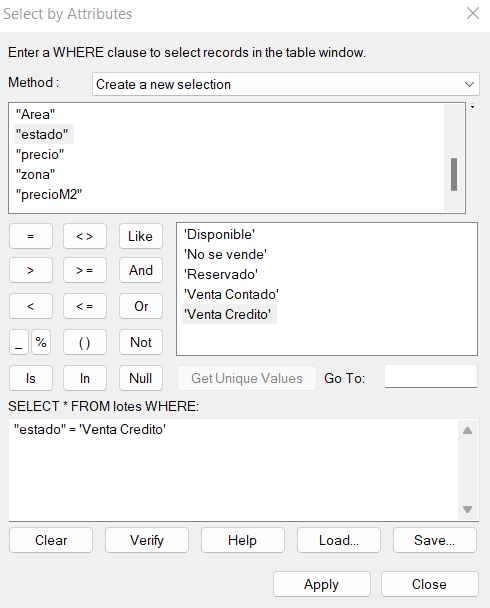 Select by Attributes
Enter a WHERE clause to select records in the table window.
Method : Create a new selection
"Area"
"estado"
"precio"
"zona"
"precioM2"
= <> Like
> >= And
< <= Or
_ % () Not
Is In Null
'Disponible'
'No se vende'
'Reservado'
'Venta Contado'
'Venta Credito'
Get Unique Values Go To:
SELECT * FROM lotes WHERE:
"estado" = 'Venta Credito'
Clear Verify Help Load... Save...
Apply Close